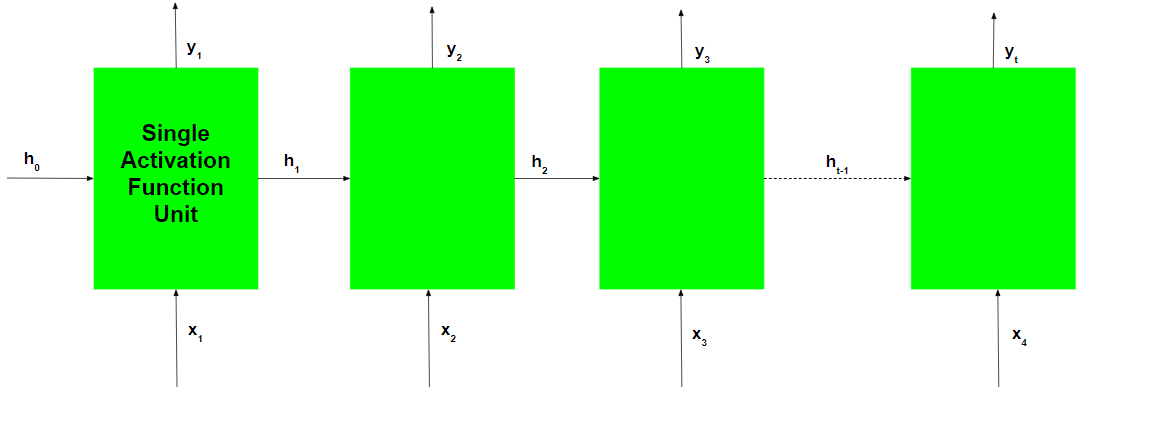 y1
y2
y3
yt
Single
Activation
Function
Unit
h0
h1
h2
ht-1
x1
x2
x3
x4